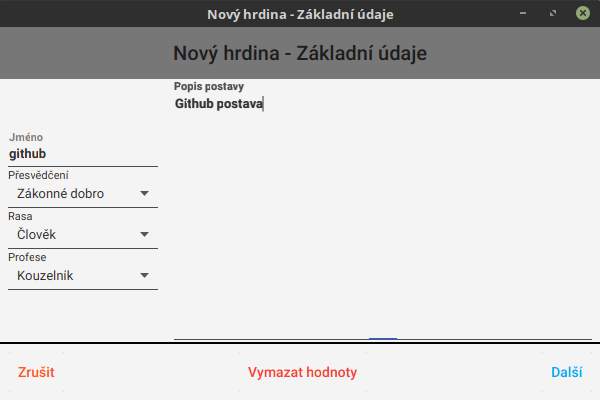 Nový hrdina - Základní údaje
Nový hrdina - Základní údaje
Popis postavy
Github postava
Jméno
github
Přesvědčení
Zákonné dobro
Rasa
Člověk
Profese
Kouzelník
Zrušit
Vymazat hodnoty
Další